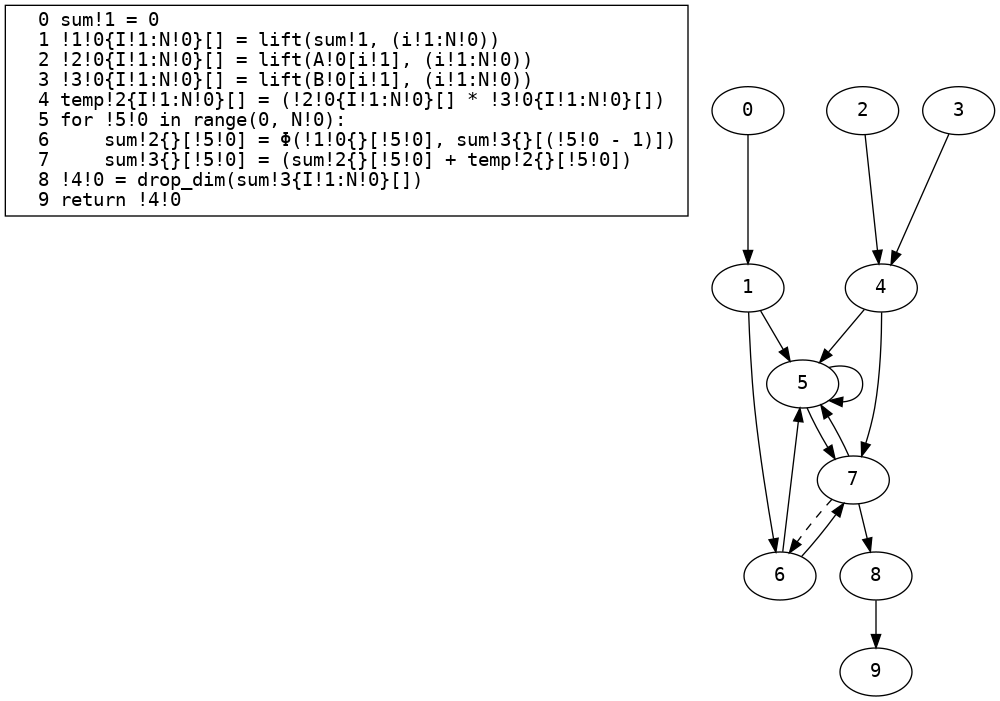 0 sum!1 = 0
1 !1!0{I!1:N!0}[] = lift(sum!1, (i!1:N!0))
2 !2!0{I!1:N!0}[] = lift(A!0[i!1], (i!1:N!0))
3 !3!0{I!1:N!0}[] = lift(B!0[i!1], (i!1:N!0))
4 temp!2{I!1:N!0}[] = (!2!0{I!1:N!0}[] * !3!0{I!1:N!0}[])
5 for !5!0 in range(0, N!0):
6     sum!2{}[!5!0] = Φ(!1!0{}[!5!0], sum!3{}[(!5!0 - 1)])
7     sum!3{}[!5!0] = (sum!2{}[!5!0] + temp!2{}[!5!0])
8 !4!0 = drop_dim(sum!3{I!1:N!0}[])
9 return !4!0
0
2
3
1
4
5
7
6
8
9